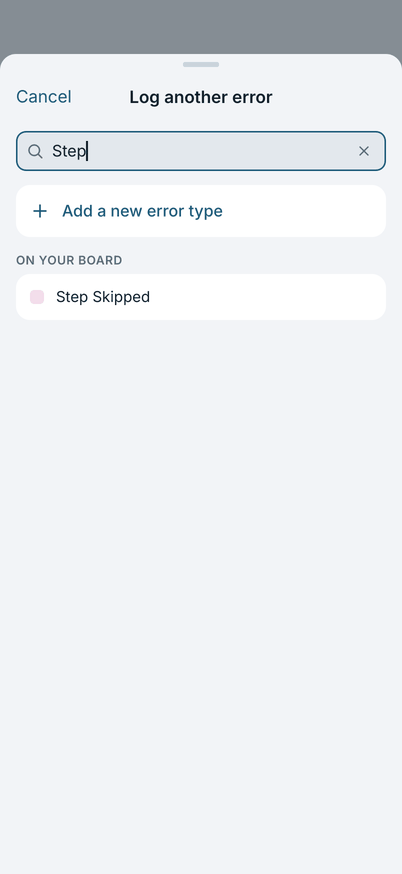 Cancel
Log another error
Step
Add a new error type
ON YOUR BOARD
Step Skipped